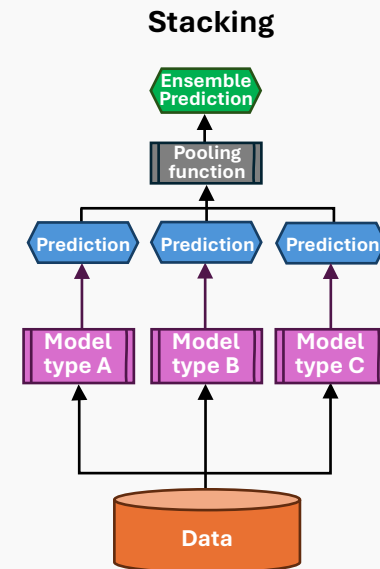 Stacking
Ensemble
Prediction
Pooling
function
Prediction
Prediction
Prediction
Model
type A
Model
type B
Model
type C
Data